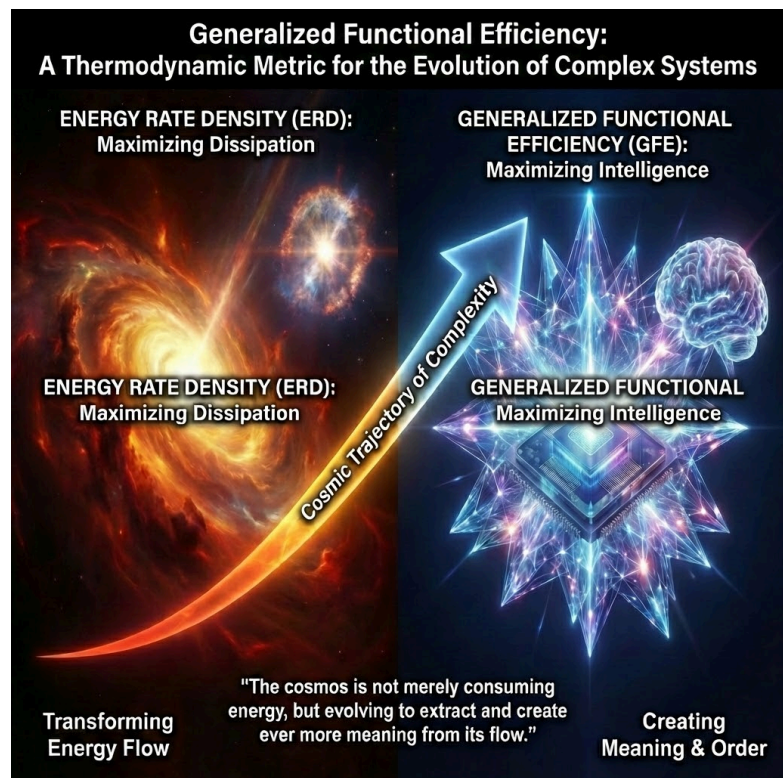 Generalized Functional Efficiency:
A Thermodynamic Metric for the Evolution of Complex Systems
ENERGY RATE DENSITY (ERD):
Maximizing Dissipation
GENERALIZED FUNCTIONAL
EFFICIENCY (GFE):
Maximizing Intelligence
Cosmic Trajectory of Complexity
ENERGY RATE DENSITY (ERD):
Maximizing Dissipation
GENERALIZED FUNCTIONAL
Maximizing Intelligence
Transforming
Energy Flow
"The cosmos is not merely consuming
energy, but evolving to extract and create
ever more meaning from its flow.”
Creating
Meaning & Order